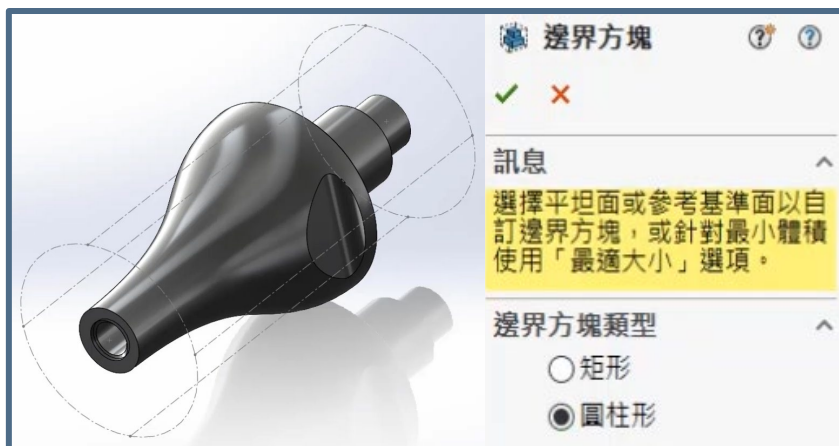 邊界方塊
訊息
選擇平坦面或參考基準面以自
訂邊界方塊，或針對最小體積
使用「最適大小」選項。
邊界方塊類型
矩形
圓柱形